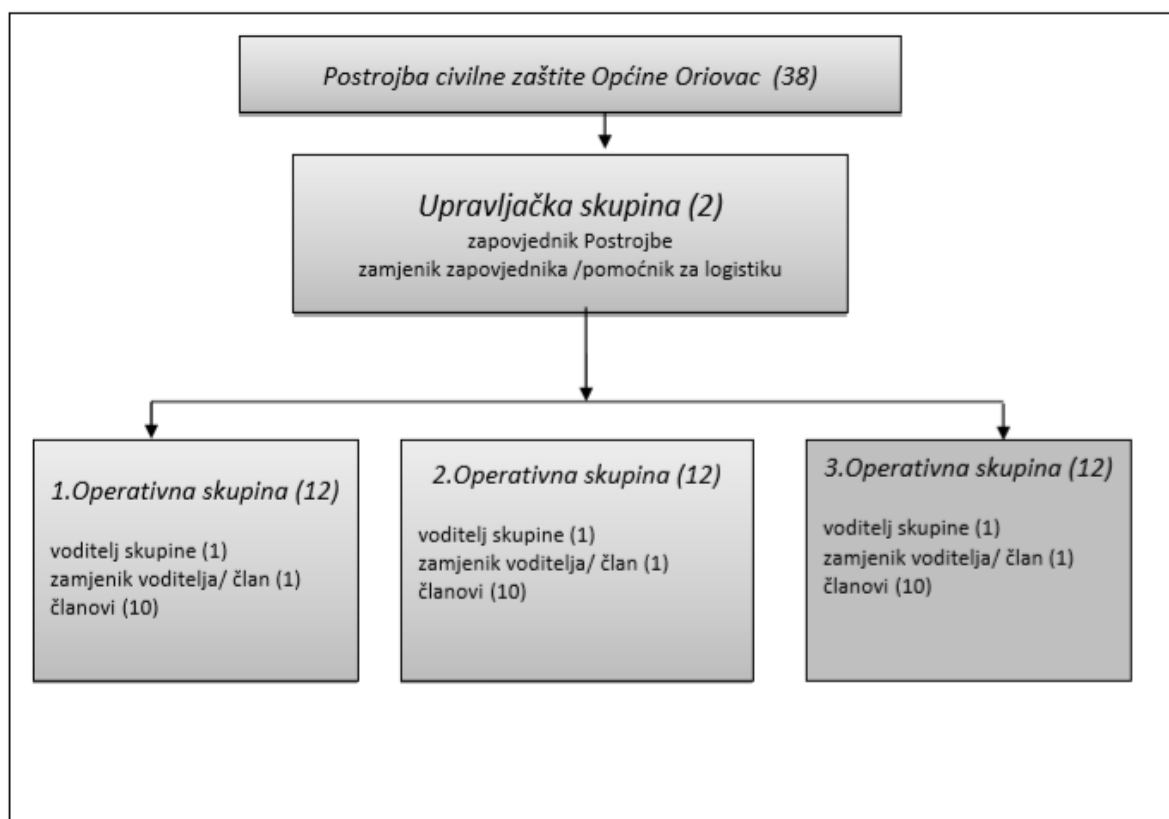 Postrojba civilne zaštite Općine Oriovac  (38)
Upravljačka skupina (2)
zapovjednik Postrojbe
zamjenik zapovjednika /pomoćnik za logistiku
1.Operativna skupina (12)
voditelj skupine (1)
zamjenik voditelja/ član (1)
članovi (10)
2.Operativna skupina (12)
voditelj skupine (1)
zamjenik voditelja/ član (1)
članovi (10)
3.Operativna skupina (12)
voditelj skupine (1)
zamjenik voditelja/ član (1)
članovi (10)